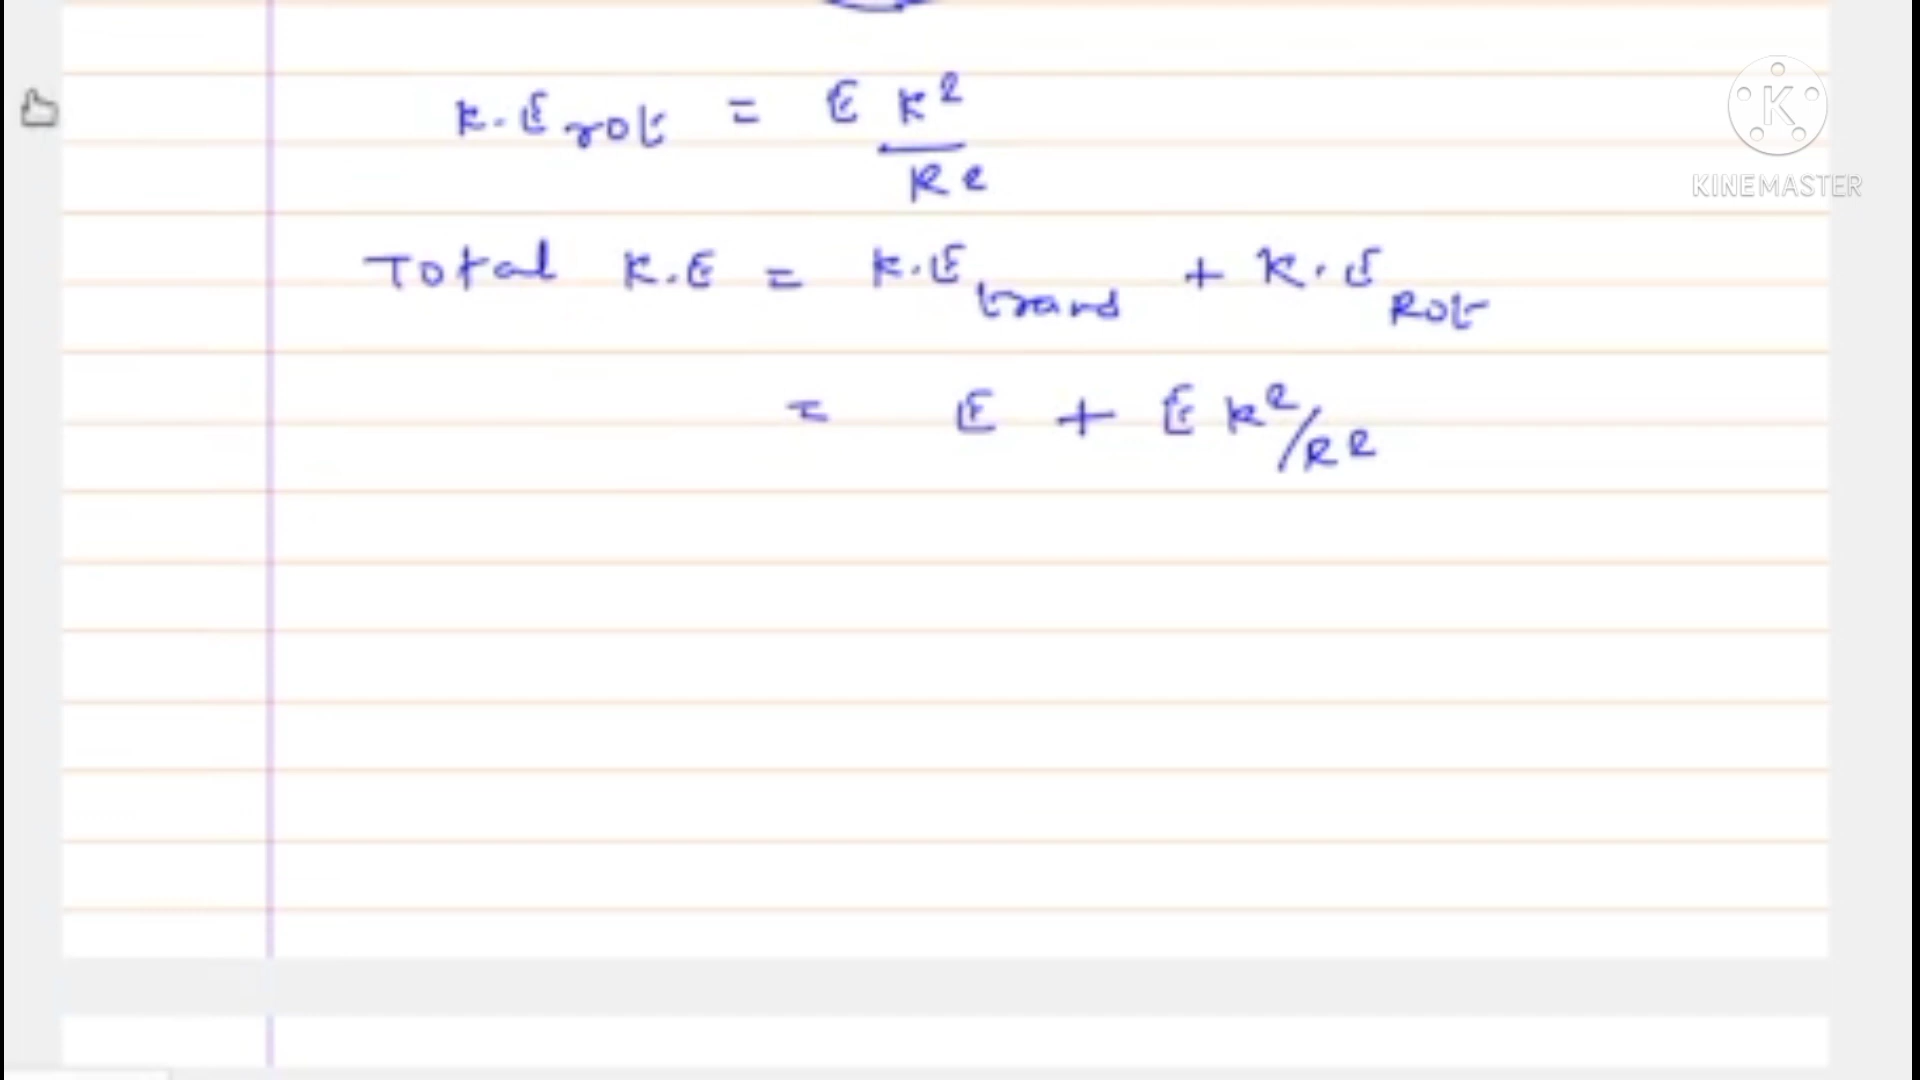 K.E rot = E K²/R²
K
KINEMASTER
Total K.E = K.E trans + K.E Rot
= E + E K²/R²